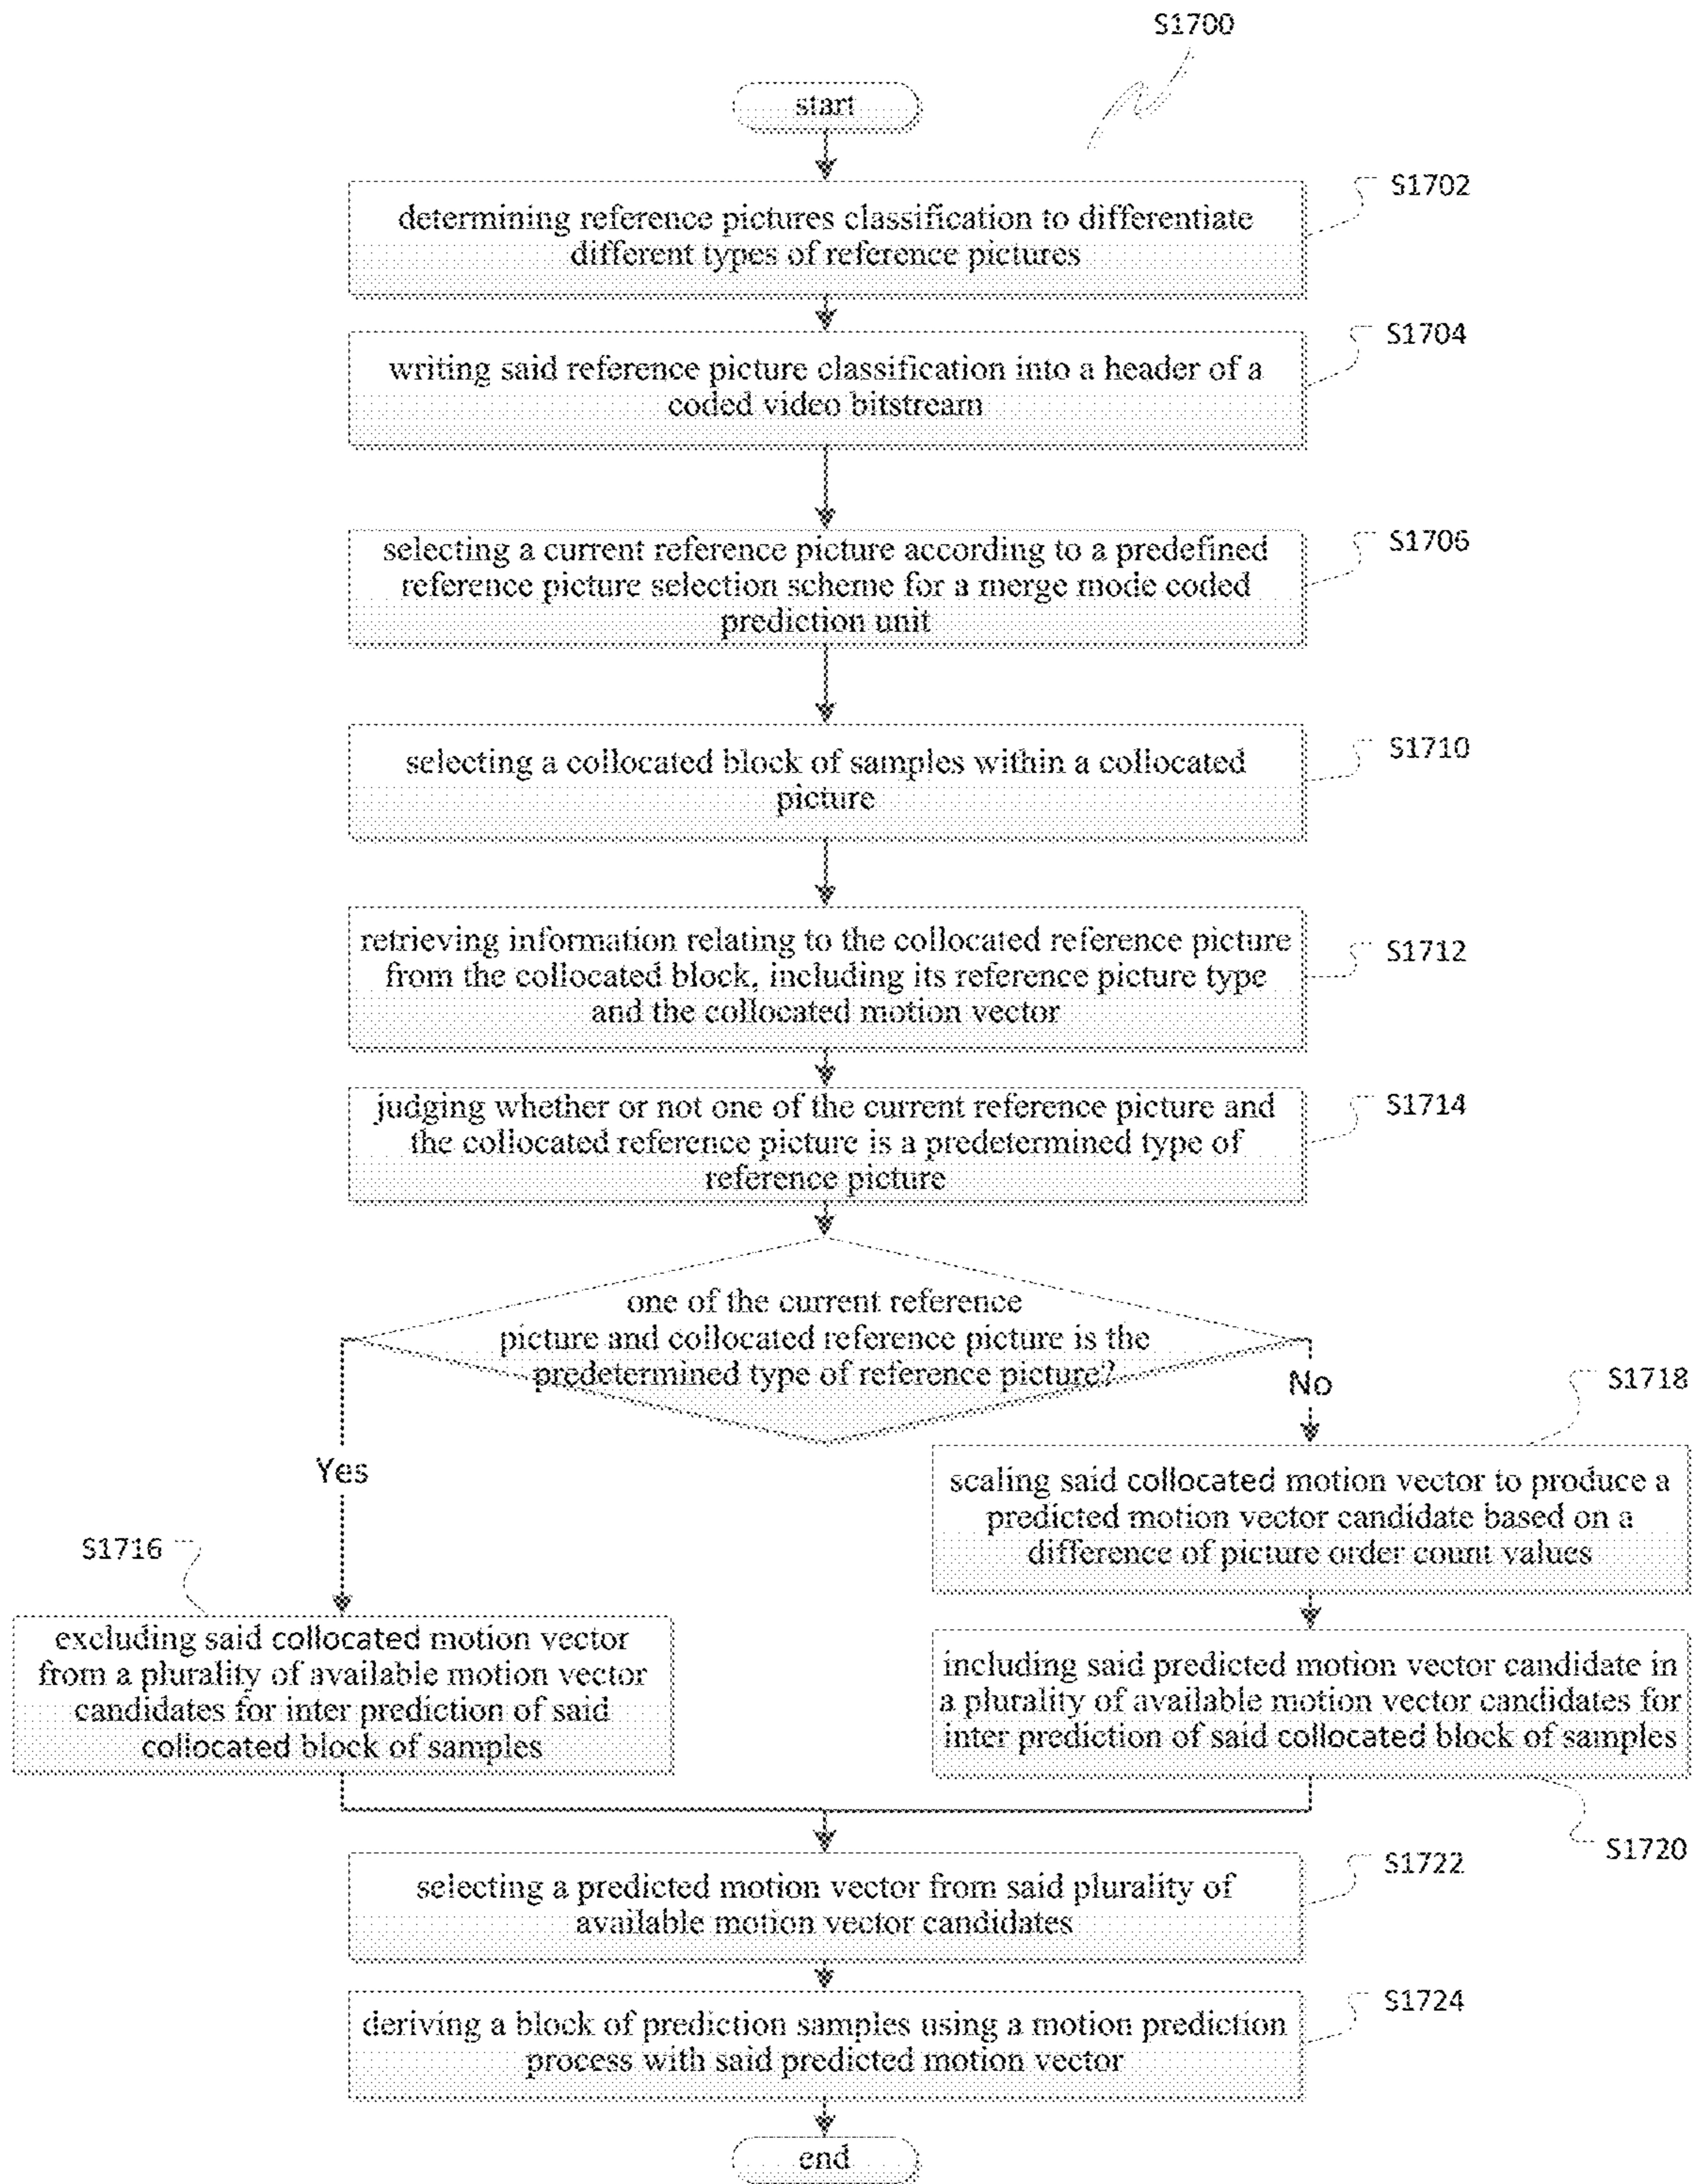 S1700
start
S1702
determining reference pictures classification to differentiate
different types of reference pictures
S1704
writing said reference picture classification into a header of a
coded video bitstream
S1706
selecting a current reference picture according to a predefined
reference picture selection scheme for a merge mode coded
prediction unit
S1710
selecting a collocated block of samples within a collocated
picture
S1712
retrieving information relating to the collocated reference picture
from the collocated block, including its reference picture type
and the collocated motion vector
S1714
judging whether or not one of the current reference picture and
the collocated reference picture is a predetermined type of
reference picture
one of the current reference
picture and collocated reference picture is the
predetermined type of reference picture?
Yes
No
S1718
scaling said collocated motion vector to produce a
predicted motion vector candidate based on a
difference of picture order count values
S1716
excluding said collocated motion vector
from a plurality of available motion vector
candidates for inter prediction of said
collocated block of samples
including said predicted motion vector candidate in
a plurality of available motion vector candidates for
inter prediction of said collocated block of samples
S1720
S1722
selecting a predicted motion vector from said plurality of
available motion vector candidates
S1724
deriving a block of prediction samples using a motion prediction
process with said predicted motion vector
end